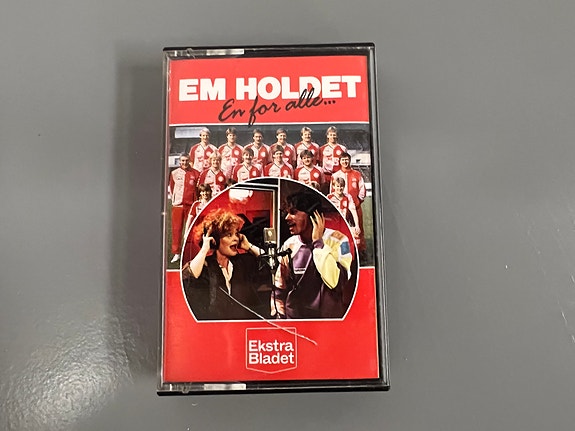 EM HOLDET
En for alle...
Ekstra
Bladet